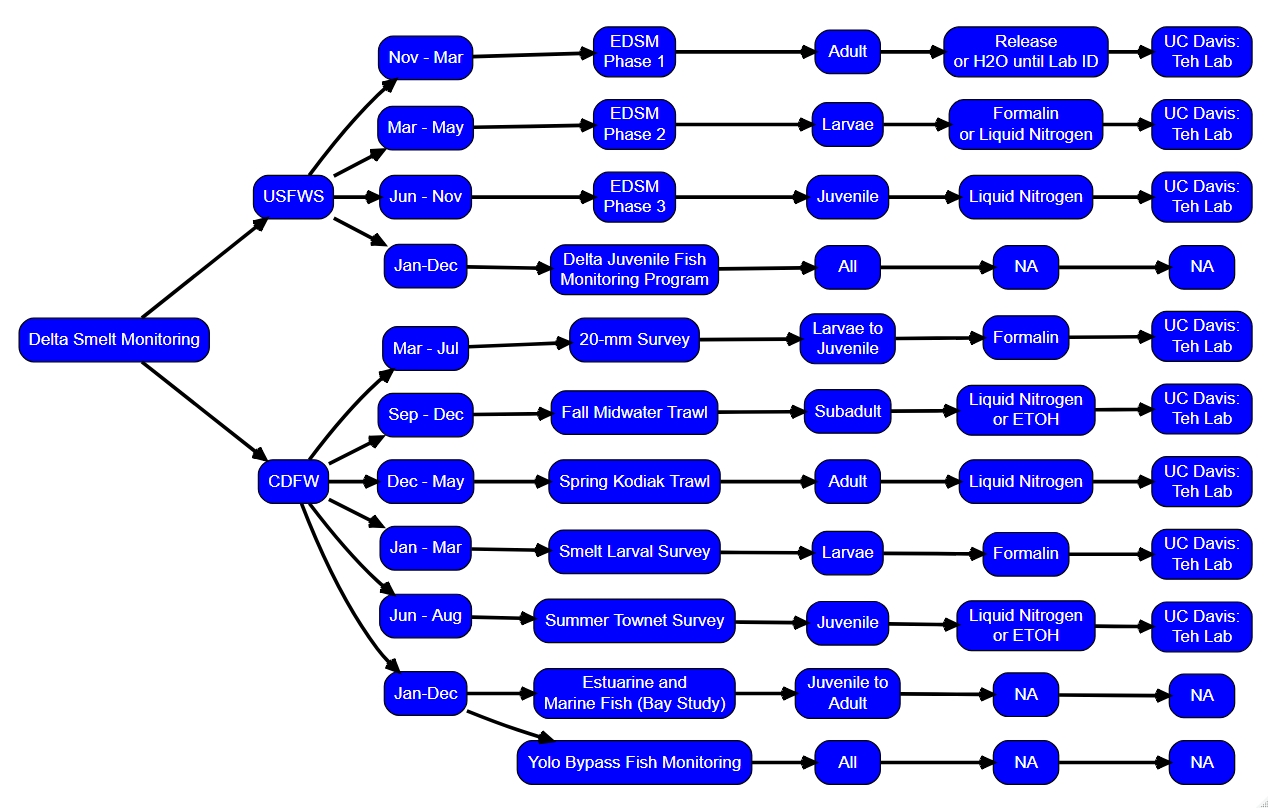 Delta Smelt Monitoring
USFWS
Nov - Mar
EDSM
Phase 1
Adult
Release
or H2O until Lab ID
UC Davis:
Teh Lab
Mar - May
EDSM
Phase 2
Larvae
Formalin
or Liquid Nitrogen
UC Davis:
Teh Lab
Jun - Nov
EDSM
Phase 3
Juvenile
Liquid Nitrogen
UC Davis:
Teh Lab
Jan-Dec
Delta Juvenile Fish
Monitoring Program
All
NA
NA
CDFW
Mar - Jul
20-mm Survey
Larvae to
Juvenile
Formalin
UC Davis:
Teh Lab
Sep - Dec
Fall Midwater Trawl
Subadult
Liquid Nitrogen
or ETOH
UC Davis:
Teh Lab
Dec - May
Spring Kodiak Trawl
Adult
Liquid Nitrogen
UC Davis:
Teh Lab
Jan - Mar
Smelt Larval Survey
Larvae
Formalin
UC Davis:
Teh Lab
Jun - Aug
Summer Townet Survey
Juvenile
Liquid Nitrogen
or ETOH
UC Davis:
Teh Lab
Jan-Dec
Estuarine and
Marine Fish (Bay Study)
Juvenile to
Adult
NA
NA
Yolo Bypass Fish Monitoring
All
NA
NA